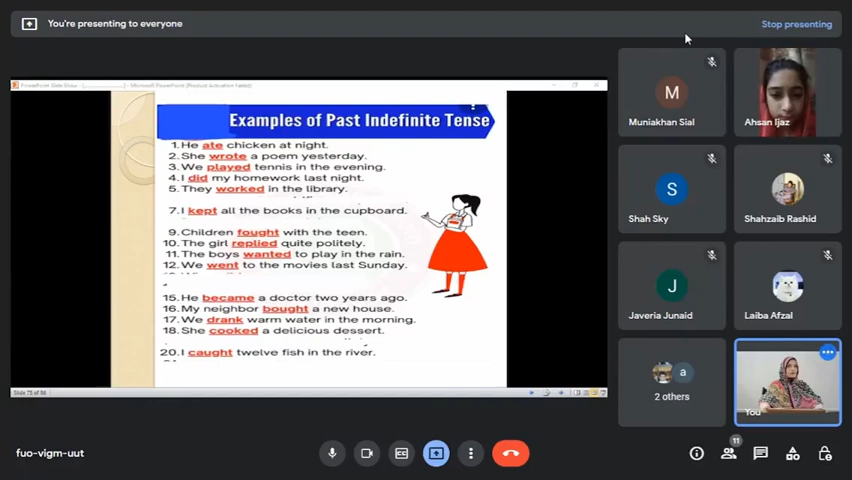 You're presenting to everyone
Stop presenting
PowerPoint Slide Show - [ ] - Microsoft PowerPoint (Product Activation Failed)
Examples of Past Indefinite Tense
1.He ate chicken at night.
2.She wrote a poem yesterday.
3.We played tennis in the evening.
4.I did my homework last night.
5.They worked in the library.
7.I kept all the books in the cupboard.
9.Children fought with the teen.
10.The girl replied quite politely.
11.The boys wanted to play in the rain.
12.We went to the movies last Sunday.
15.He became a doctor two years ago.
16.My neighbor bought a new house.
17.We drank warm water in the morning.
18.She cooked a delicious dessert.
20.I caught twelve fish in the river.
Slide 75 of 86
M
Muniakhan Sial
Ahsan Ijaz
S
Shah Sky
Shahzaib Rashid
J
Javeria Junaid
Laiba Afzal
a
2 others
You
fuo-vigm-uut
CC
11